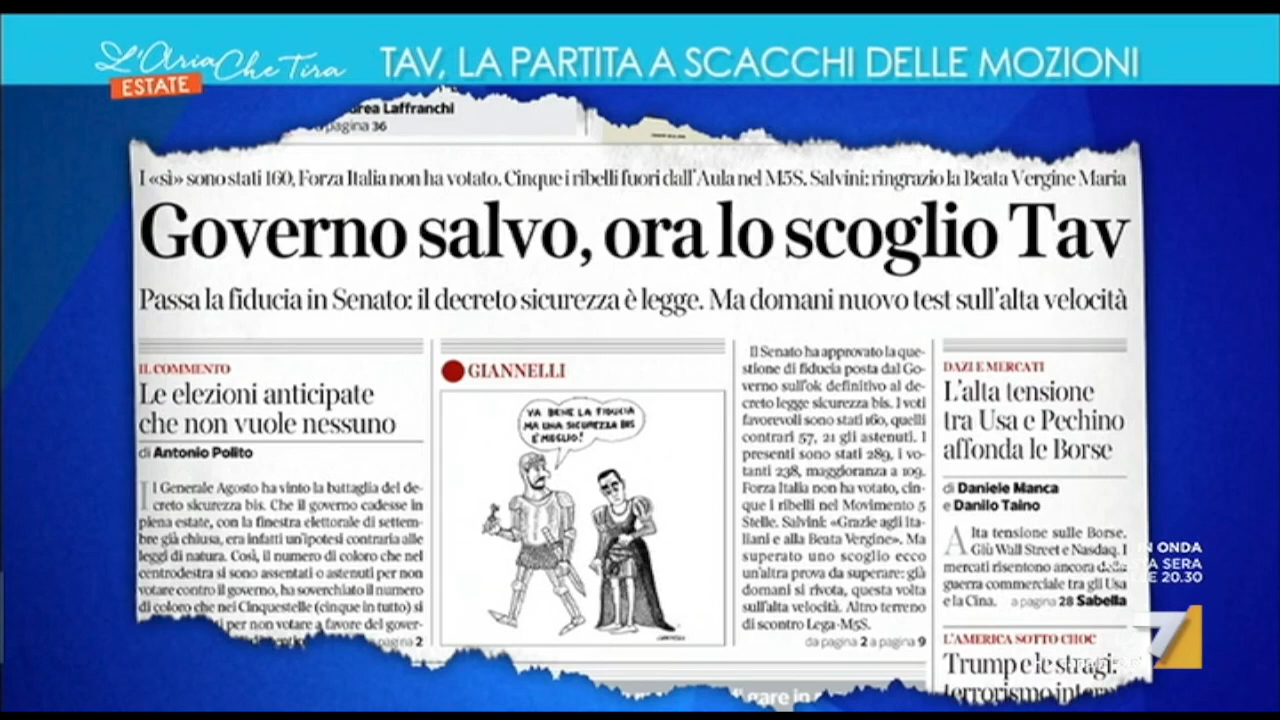 L'Aria Che Tira
ESTATE
TAV, LA PARTITA A SCACCHI DELLE MOZIONI
rea Laffranchi
pagina 36
I «sì» sono stati 160, Forza Italia non ha votato. Cinque i ribelli fuori dall'Aula nel M5S. Salvini: ringrazio la Beata Vergine Maria
Governo salvo, ora lo scoglio Tav
Passa la fiducia in Senato: il decreto sicurezza è legge. Ma domani nuovo test sull'alta velocità
IL COMMENTO
Le elezioni anticipate
che non vuole nessuno
di Antonio Polito
Il Generale Agosto ha vinto la battaglia del de-
creto sicurezza bis. Che il governo cadesse in
piena estate, con la finestra elettorale di settem-
bre già chiusa, era infatti un'ipotesi contraria alle
leggi di natura. Così, il numero di coloro che nel
centrodestra si sono assentati o astenuti per non
votare contro il governo, ha soverchiato il numero
di coloro che nei Cinquestelle (cinque in tutto) si
per non votare a favore del gover-
pagina 2
GIANNELLI
VA BENE LA FIDUCIA
MA UNA SICUREZZA BIS
È MEGLIO!
Il Senato ha approvato la que-
stione di fiducia posta dal Go-
verno sull'ok definitivo al de-
creto legge sicurezza bis. I voti
favorevoli sono stati 160, quelli
contrari 57, 21 gli astenuti. I
presenti sono stati 289, i vo-
tanti 238, maggioranza a 109.
Forza Italia non ha votato, cin-
que i ribelli nel Movimento 5
Stelle. Salvini: «Grazie agli ita-
liani e alla Beata Vergine». Ma
superato uno scoglio ecco
un'altra prova da superare: già
domani si rivota, questa volta
sull'alta velocità. Altro terreno
di scontro Lega-M5S.
da pagina 2 a pagina 9
DAZI E MERCATI
L'alta tensione
tra Usa e Pechino
affonda le Borse
di Daniele Manca
e Danilo Taino
Alta tensione sulle Borse.
Giù Wall Street e Nasdaq. I
mercati risentono ancora della
guerra commerciale tra gli Usa
e la Cina. a pagina 28 Sabella
L'AMERICA SOTTO CHOC
Trump e le stragi:
terrorismo intern
IN ONDA
A SERA
E 20.30
7
di gare in